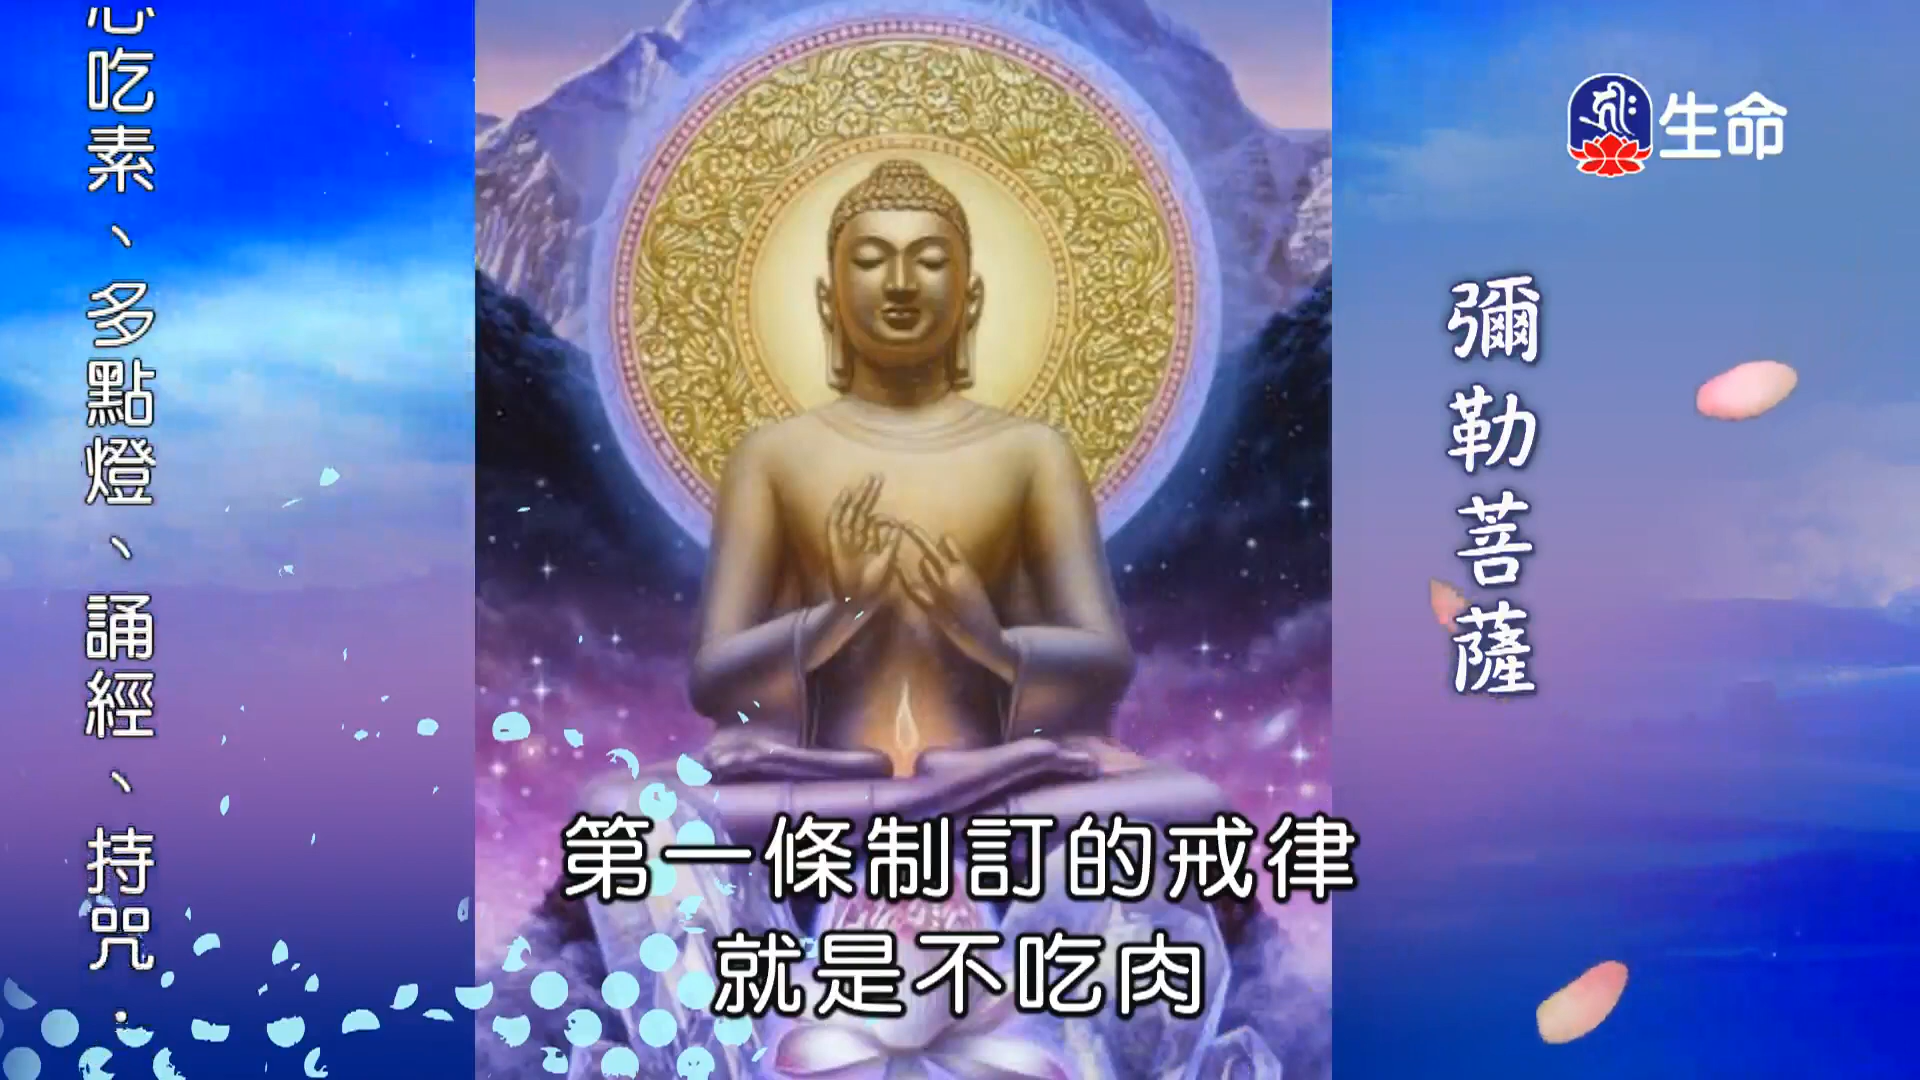 生命
彌勒菩薩
心吃素、多點燈、誦經、持咒.
第一條制訂的戒律
就是不吃肉